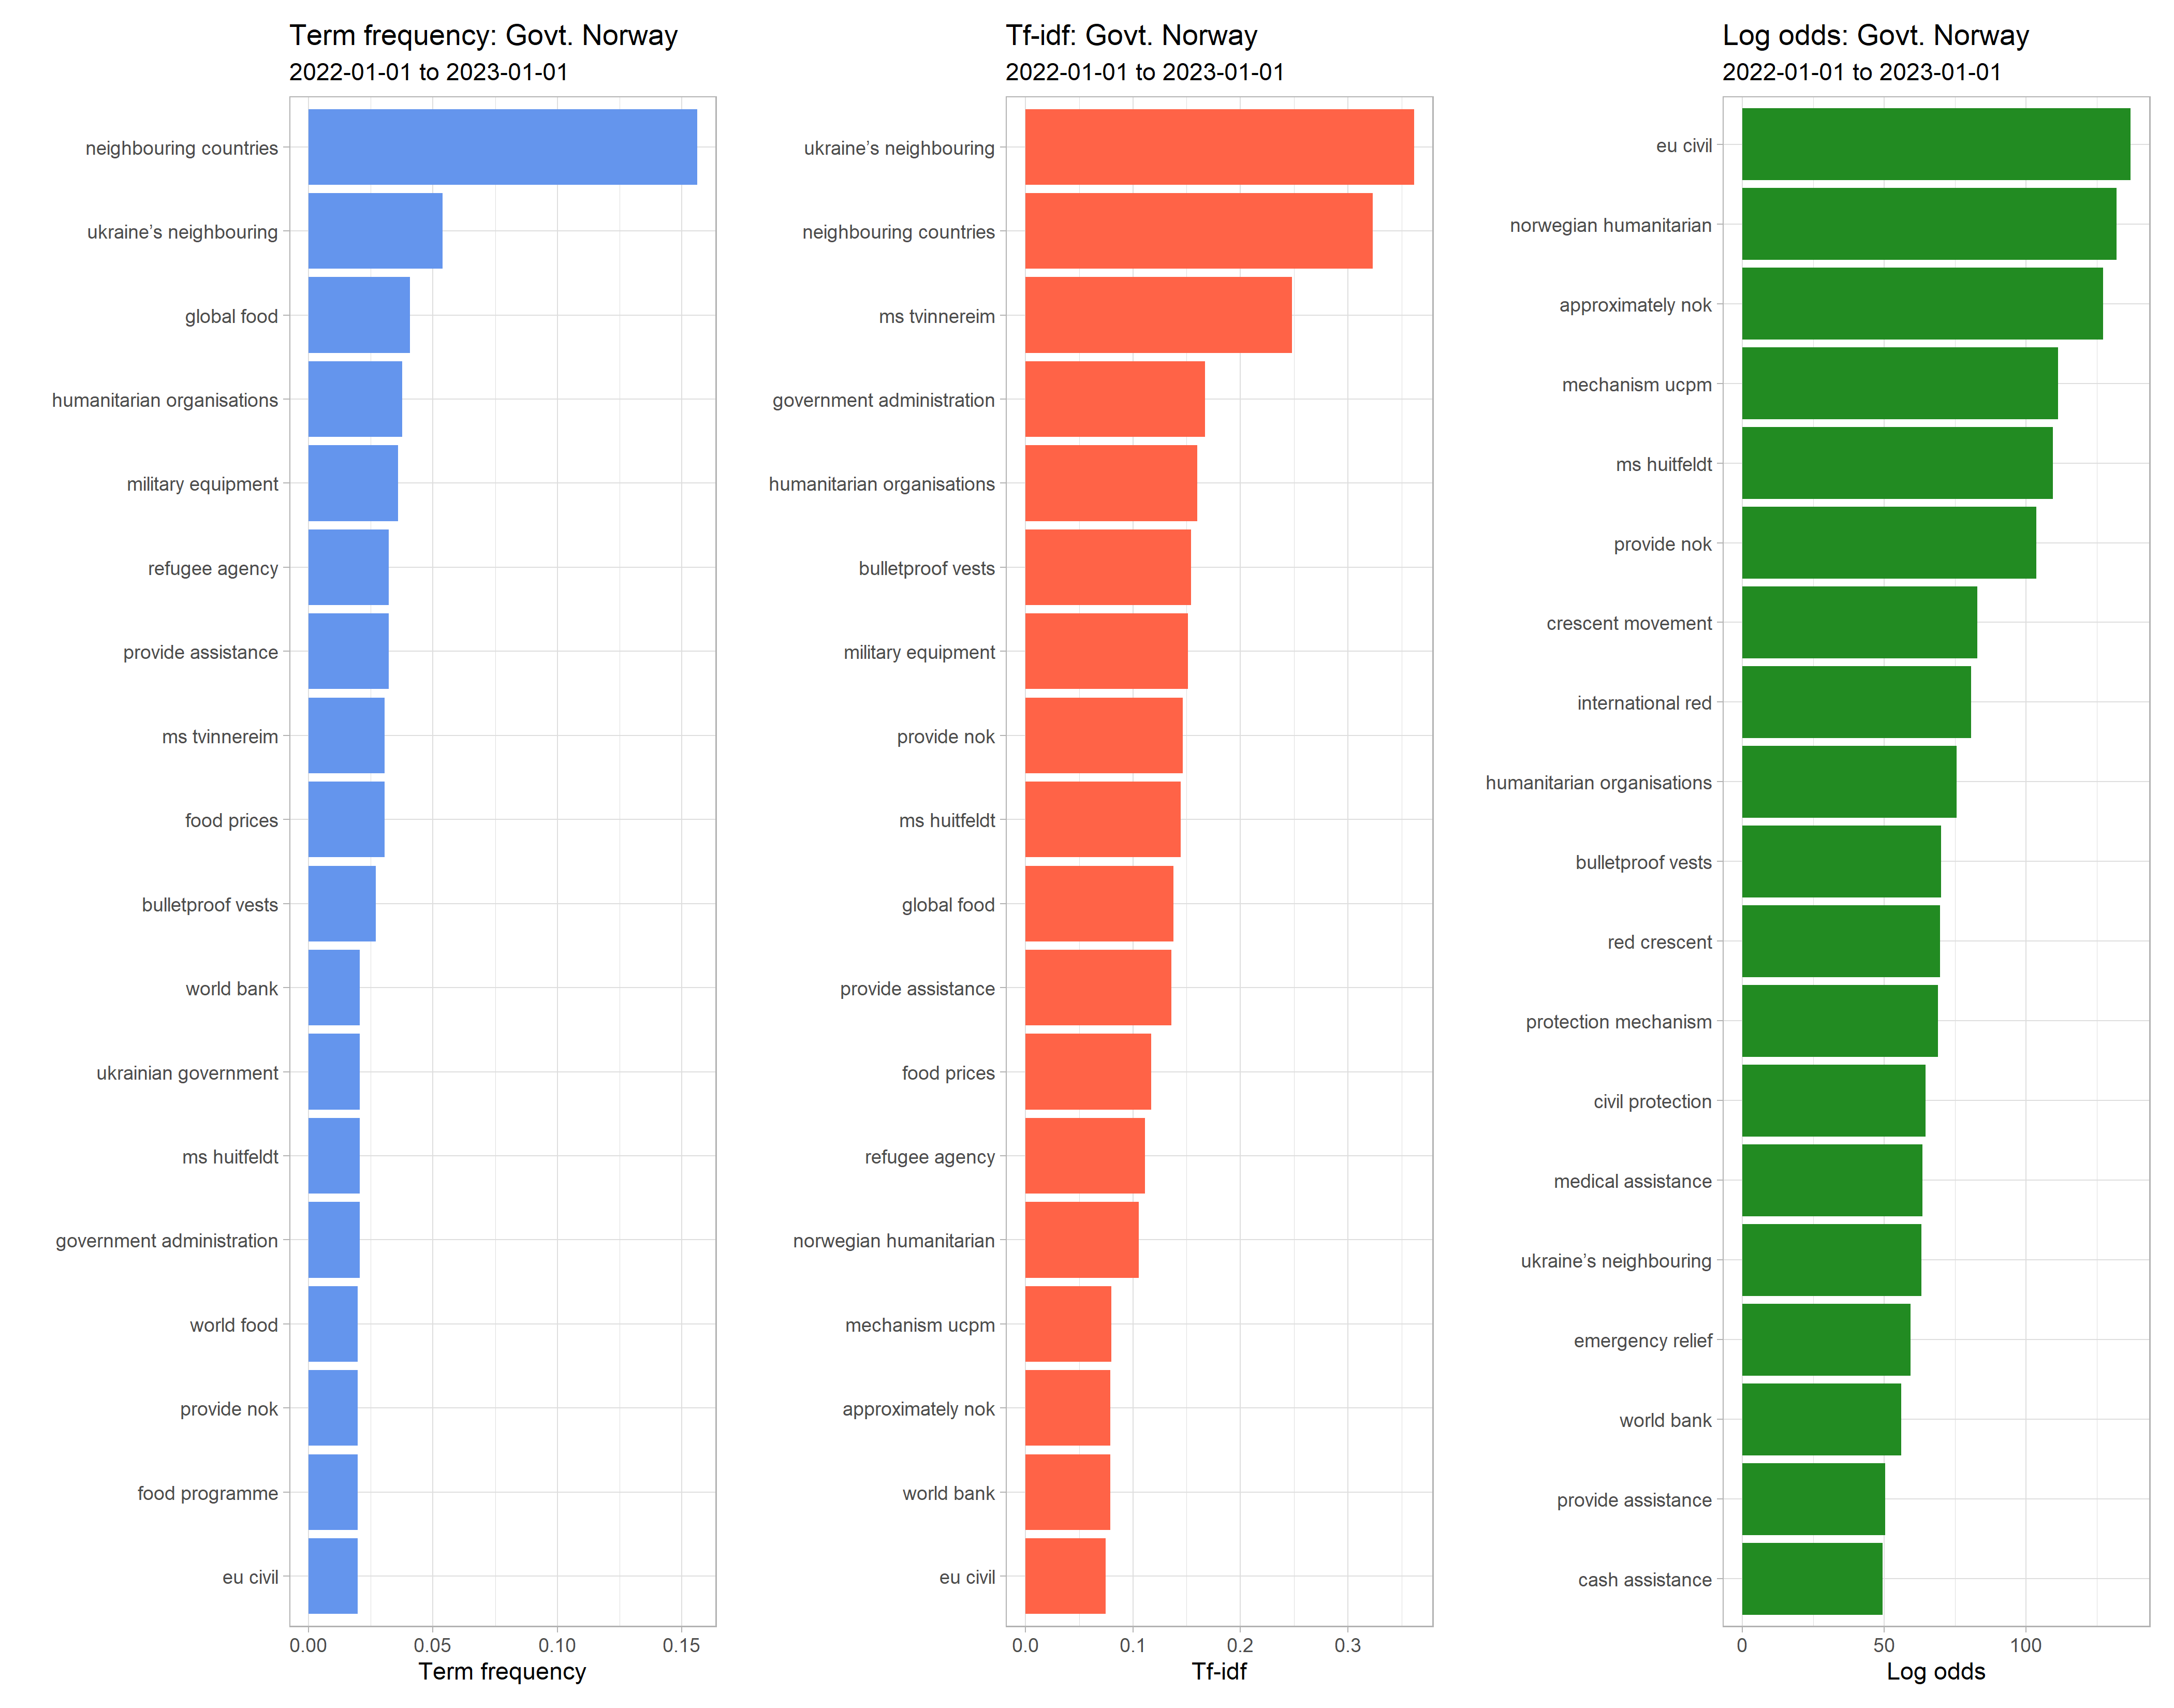 Term frequency: Govt. Norway
2022-01-01 to 2023-01-01
neighbouring countries
ukraine’s neighbouring
global food
humanitarian organisations
military equipment
refugee agency
provide assistance
ms tvinnereim
food prices
bulletproof vests
world bank
ukrainian government
ms huitfeldt
government administration
world food
provide nok
food programme
eu civil
0.00 0.05 0.10 0.15
Term frequency
Tf-idf: Govt. Norway
2022-01-01 to 2023-01-01
ukraine’s neighbouring
neighbouring countries
ms tvinnereim
government administration
humanitarian organisations
bulletproof vests
military equipment
provide nok
ms huitfeldt
global food
provide assistance
food prices
refugee agency
norwegian humanitarian
mechanism ucpm
approximately nok
world bank
eu civil
0.0 0.1 0.2 0.3
Tf-idf
Log odds: Govt. Norway
2022-01-01 to 2023-01-01
eu civil
norwegian humanitarian
approximately nok
mechanism ucpm
ms huitfeldt
provide nok
crescent movement
international red
humanitarian organisations
bulletproof vests
red crescent
protection mechanism
civil protection
medical assistance
ukraine’s neighbouring
emergency relief
world bank
provide assistance
cash assistance
0 50 100
Log odds